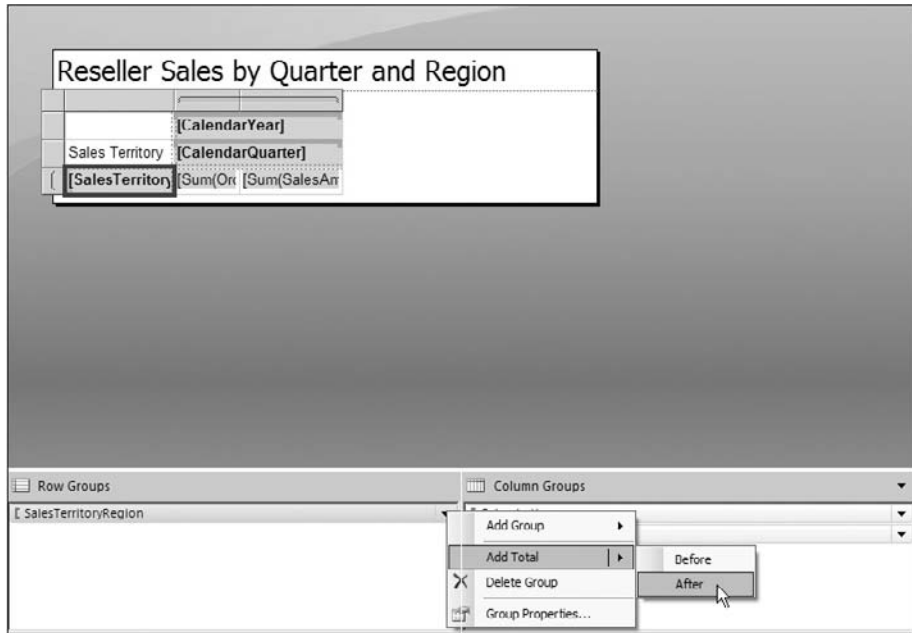 Reseller Sales by Quarter and Region
[CalendarYear]
Sales Territory [CalendarQuarter]
[SalesTerritory [Sum(Ord [Sum(SalesAm
Row Groups
Column Groups
[ SalesTerritoryRegion
Add Group
Add Total
Before
After
Delete Group
Group Properties...